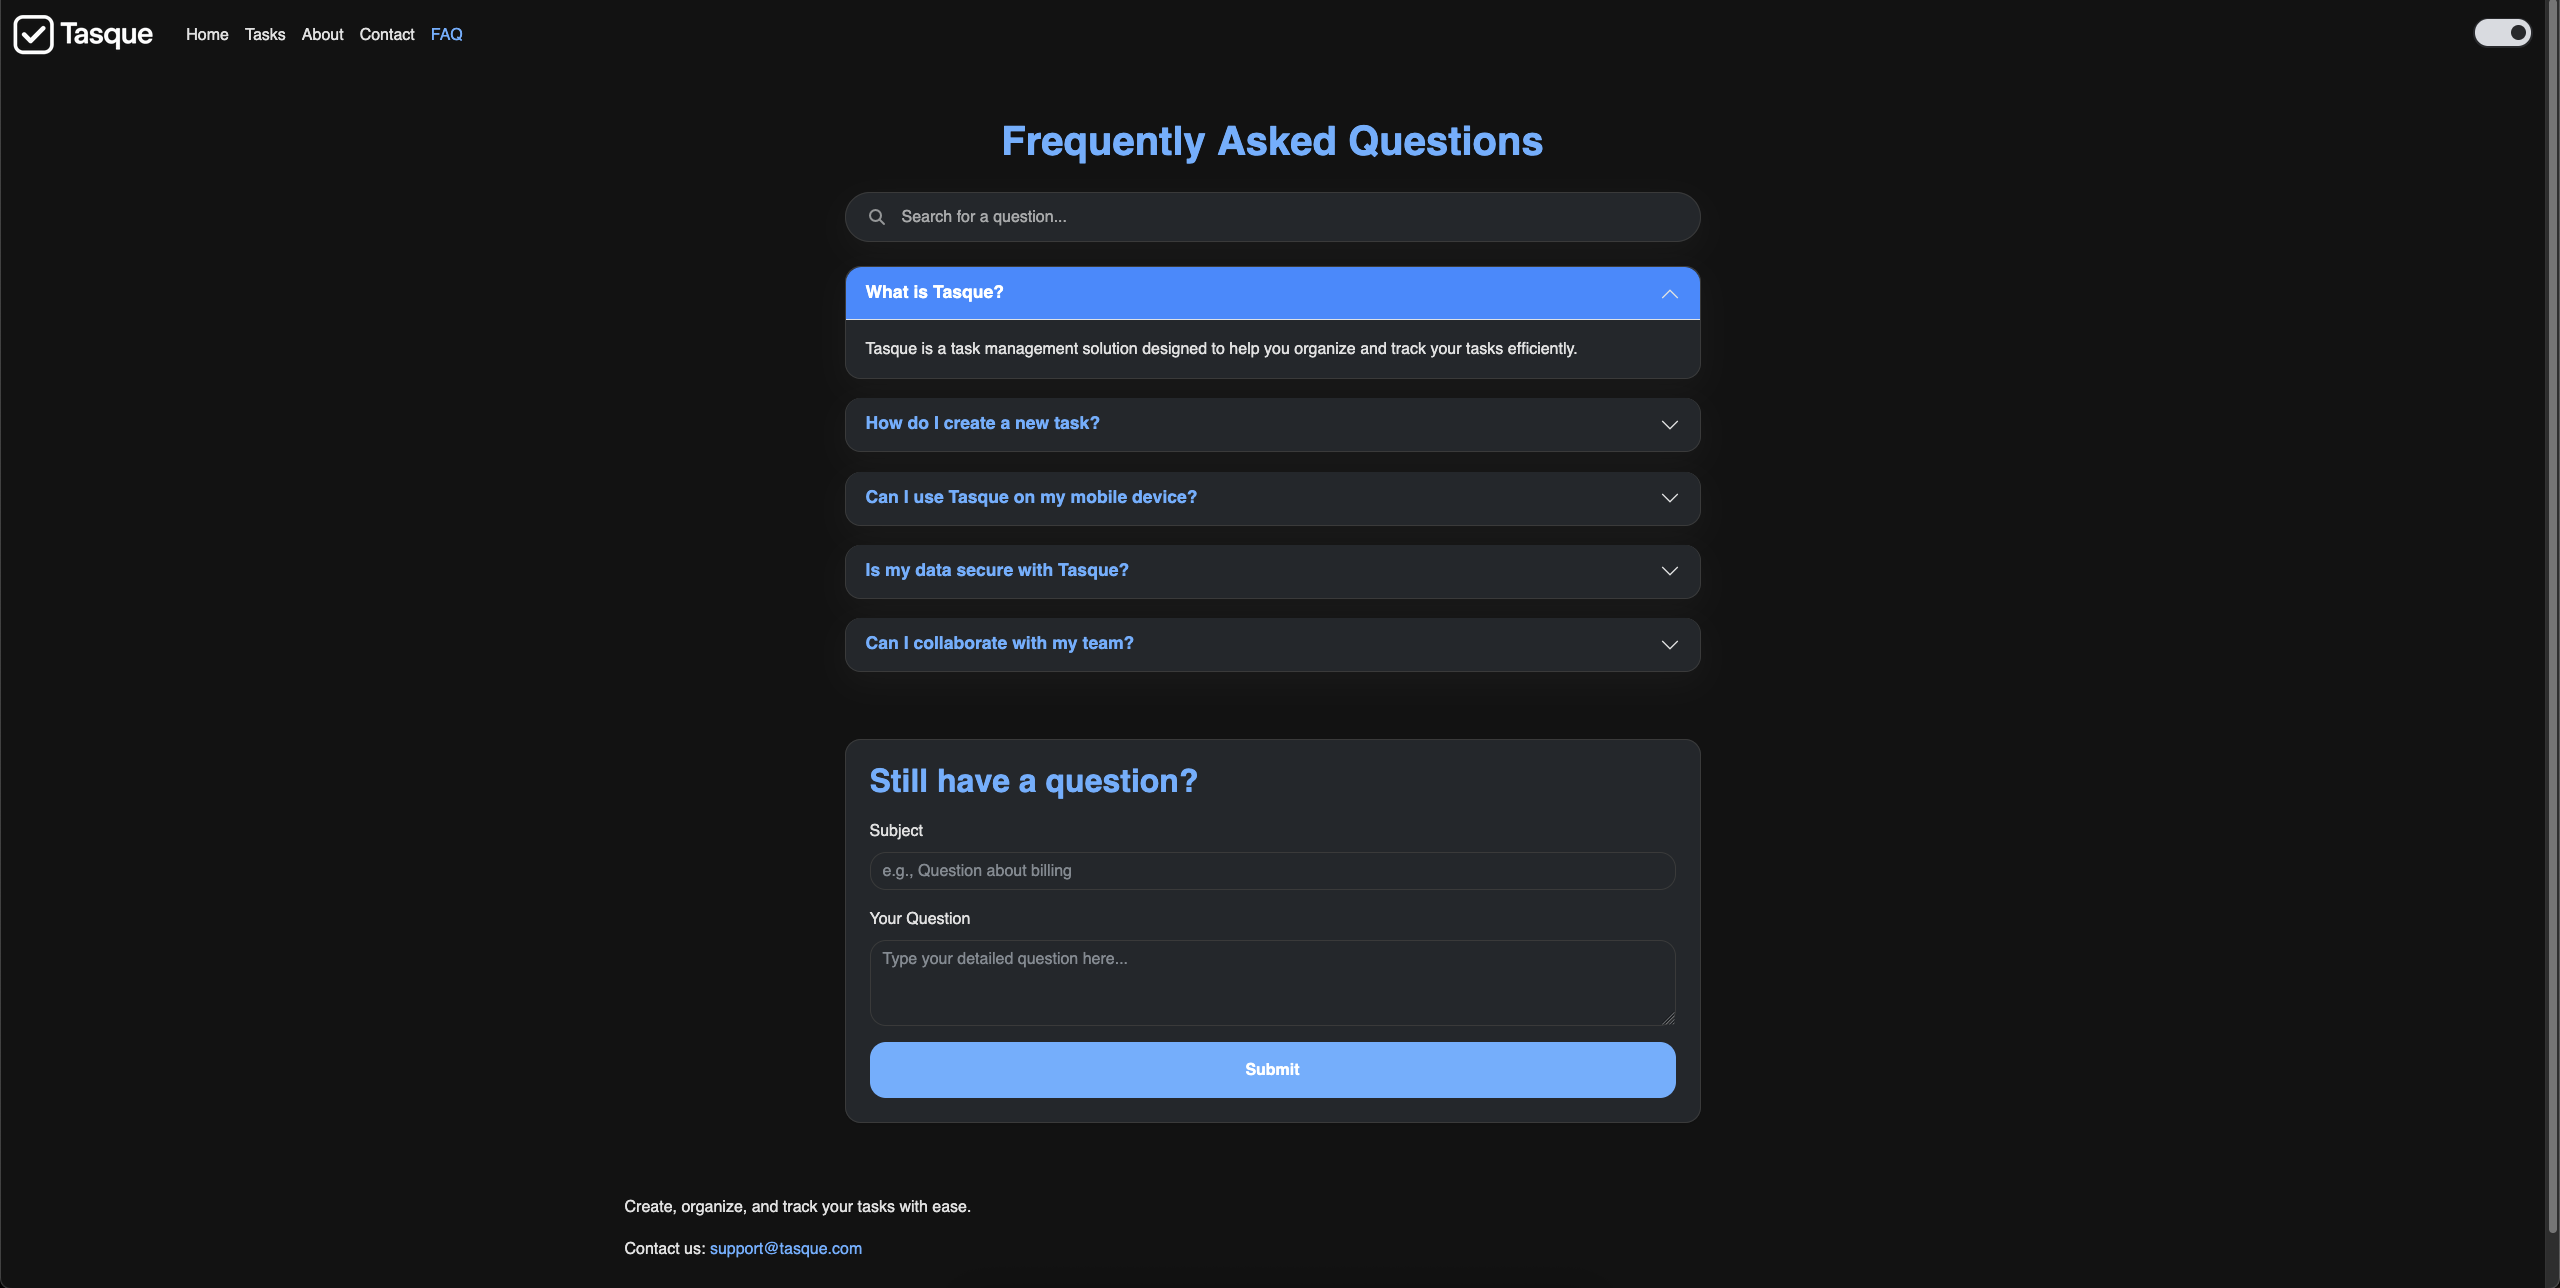 Tasque
Home Tasks About Contact FAQ
Frequently Asked Questions
Search for a question...
What is Tasque?
Tasque is a task management solution designed to help you organize and track your tasks efficiently.
How do I create a new task?
Can I use Tasque on my mobile device?
Is my data secure with Tasque?
Can I collaborate with my team?
Still have a question?
Subject
e.g., Question about billing
Your Question
Type your detailed question here...
Submit
Create, organize, and track your tasks with ease.
Contact us: support@tasque.com